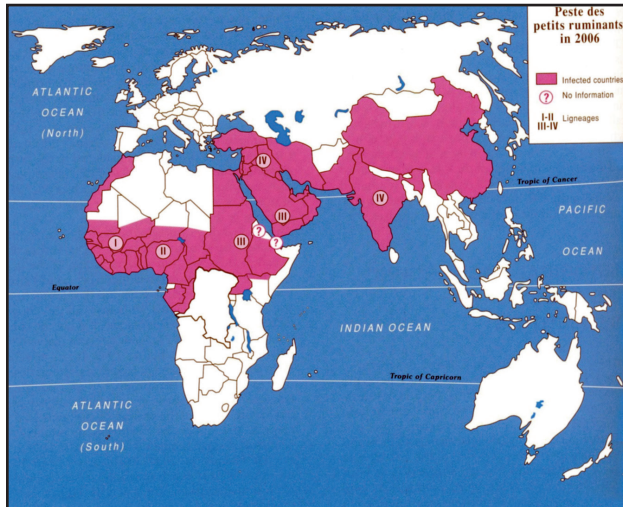 Peste des
petits ruminants
in 2006
Infected countries
? No Information
I-II
III-IV Ligneages
ATLANTIC
OCEAN
(North)
IV
Tropic of Cancer
IV
PACIFIC
OCEAN
III
?
?
I
II
III
Equator
INDIAN OCEAN
Tropic of Capricorn
ATLANTIC
OCEAN
(South)